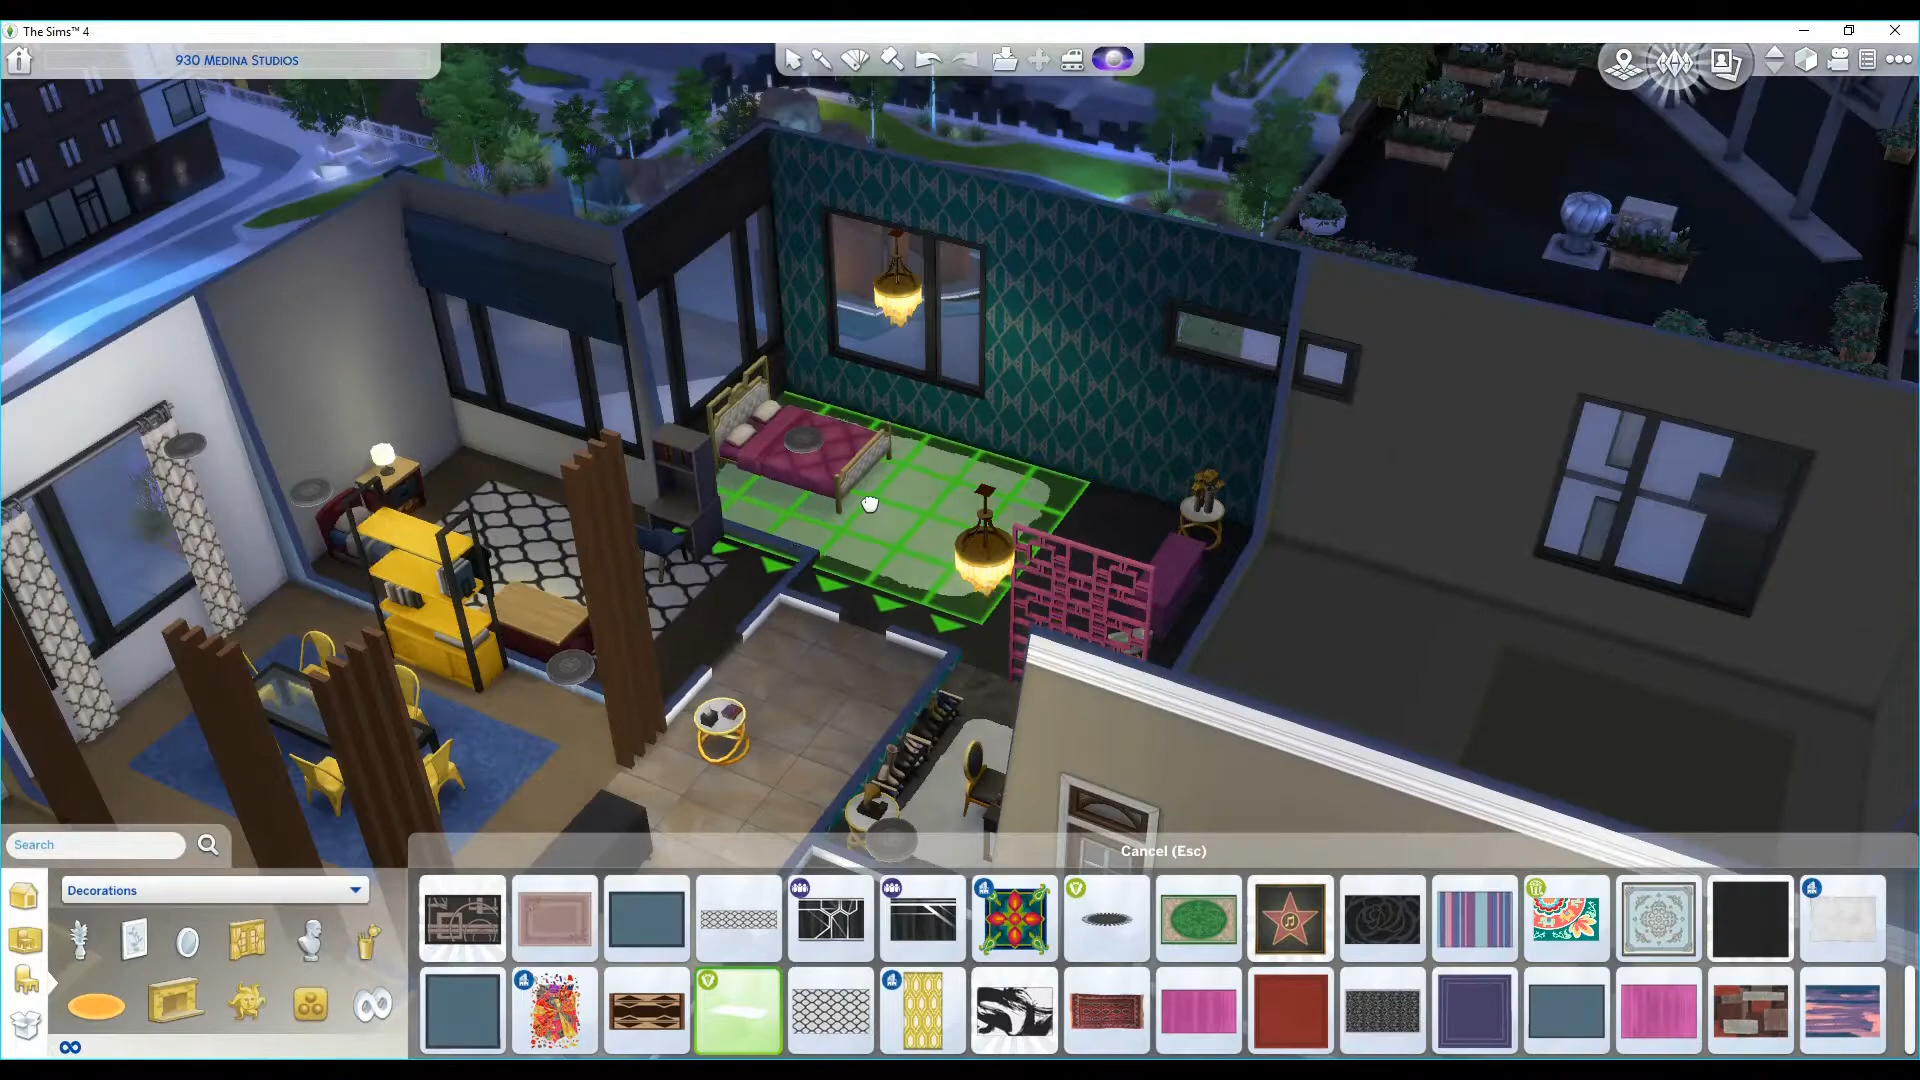 The Sims™ 4
930 Medina Studios
Search
Cancel (Esc)
Decorations